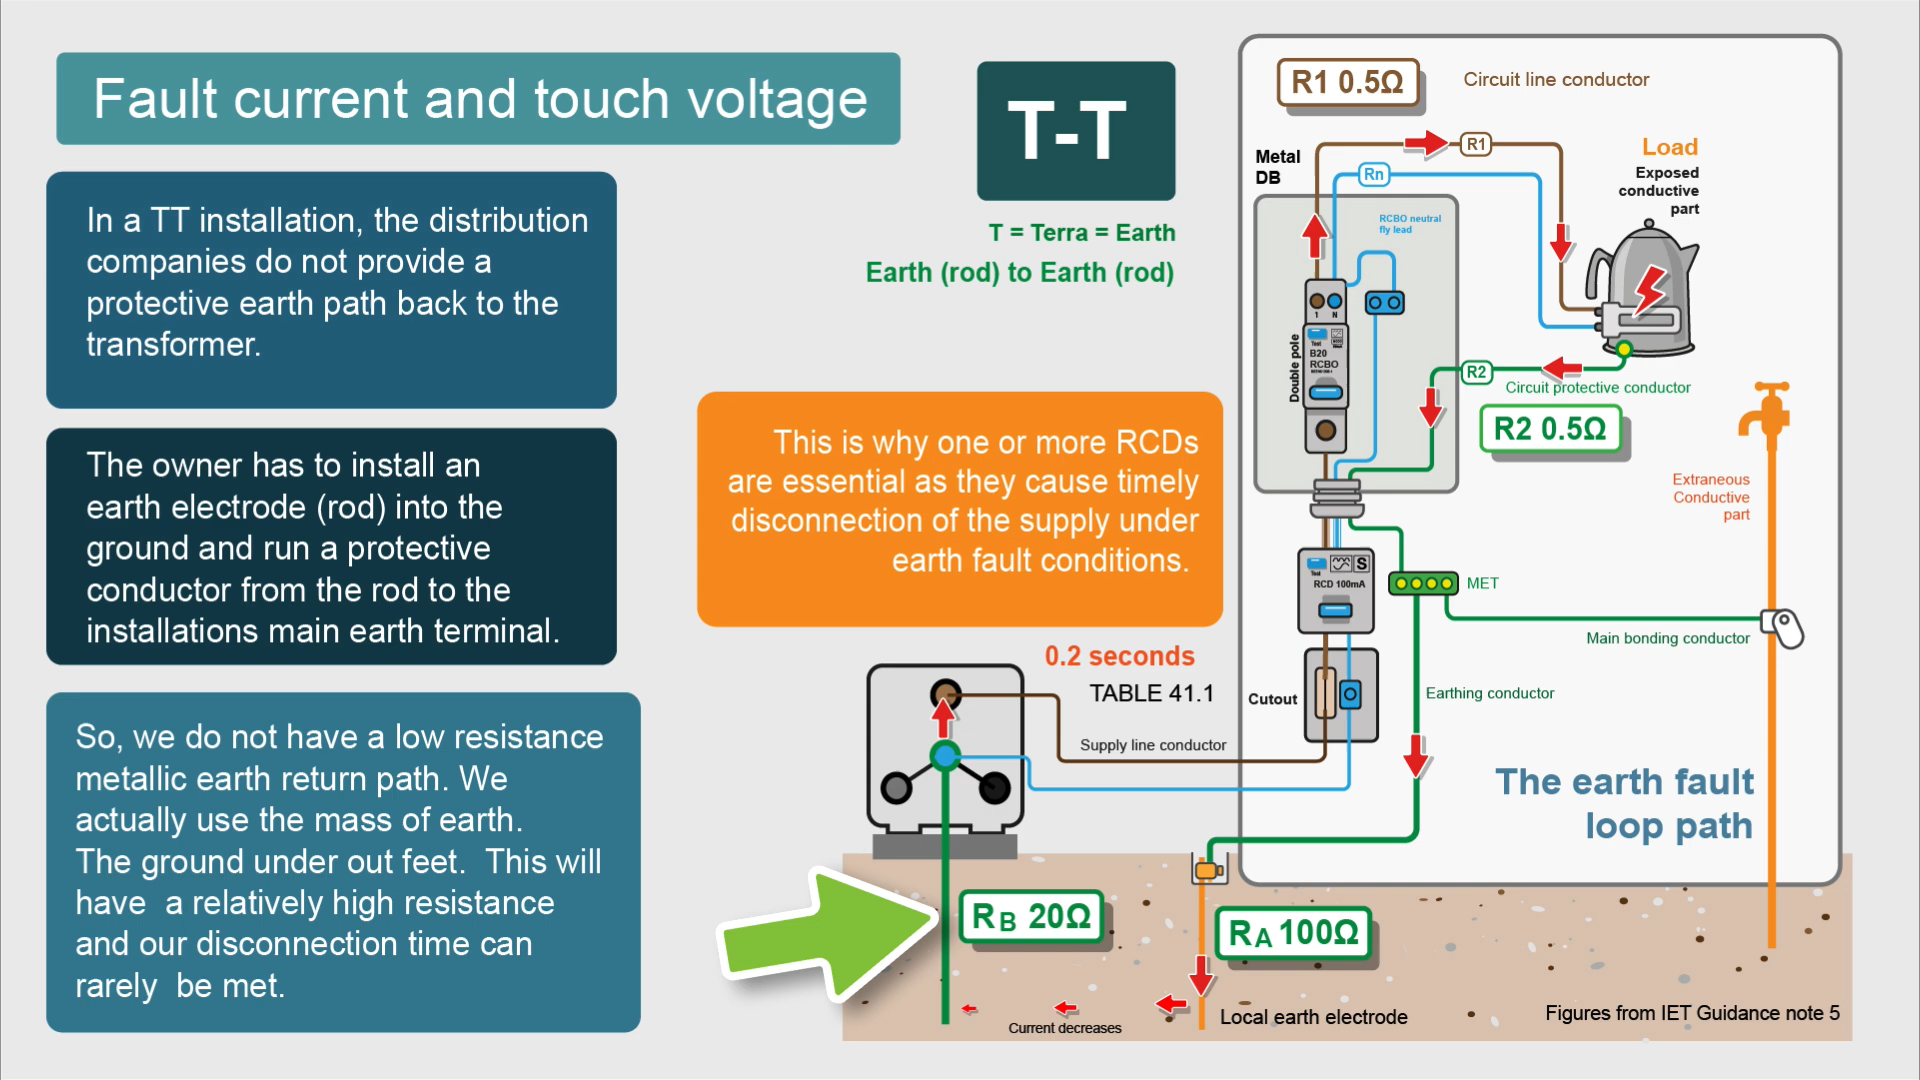 Fault current and touch voltage
In a TT installation, the distribution
companies do not provide a
protective earth path back to the
transformer.
The owner has to install an
earth electrode (rod) into the
ground and run a protective
conductor from the rod to the
installations main earth terminal.
So, we do not have a low resistance
metallic earth return path. We
actually use the mass of earth.
The ground under out feet.  This will
have  a relatively high resistance
and our disconnection time can
rarely  be met.
T-T
T = Terra = Earth
Earth (rod) to Earth (rod)
This is why one or more RCDs
are essential as they cause timely
disconnection of the supply under
earth fault conditions.
0.2 seconds
TABLE 41.1
Supply line conductor
R1 0.5Ω
Circuit line conductor
Metal
DB
R1
Rn
Load
Exposed
conductive
part
RCBO neutral
fly lead
1 N
Test
B20
RCBO
Double pole
R2
Circuit protective conductor
R2 0.5Ω
Extraneous
Conductive
part
Test
S
RCD 100mA
MET
Main bonding conductor
Cutout
Earthing conductor
The earth fault
loop path
RB 20Ω
RA 100Ω
Current decreases
Local earth electrode
Figures from IET Guidance note 5